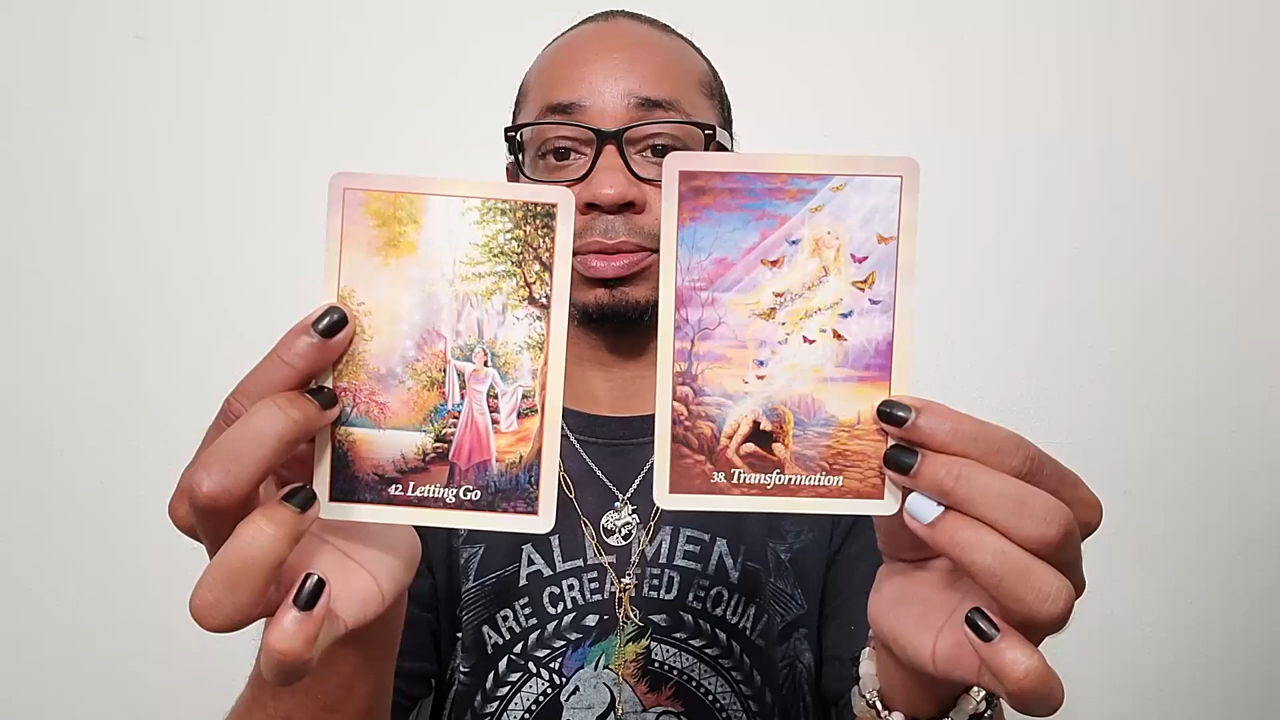 42. Letting Go
38. Transformation
ALL MEN
ARE CREATED EQUAL